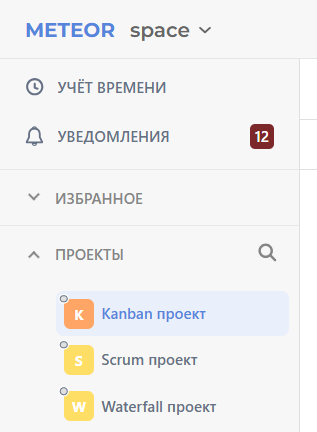 METEOR space
УЧЁТ ВРЕМЕНИ
УВЕДОМЛЕНИЯ 12
ИЗБРАННОЕ
ПРОЕКТЫ
K Kanban проект
S Scrum проект
W Waterfall проект